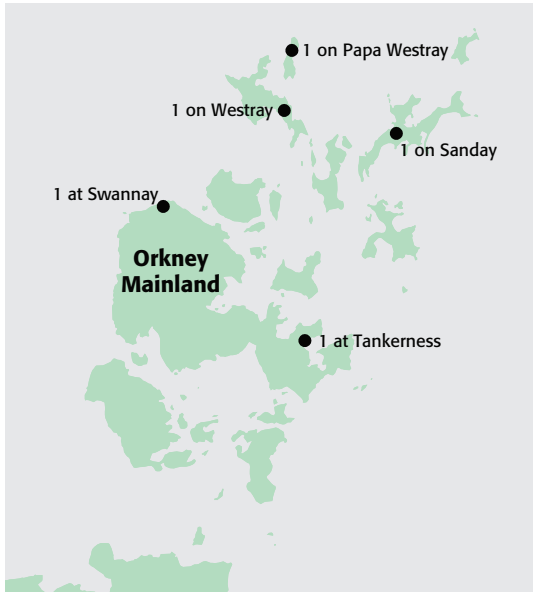 1 on Papa Westray
1 on Westray
1 on Sanday
1 at Swannay
Orkney
Mainland
1 at Tankerness